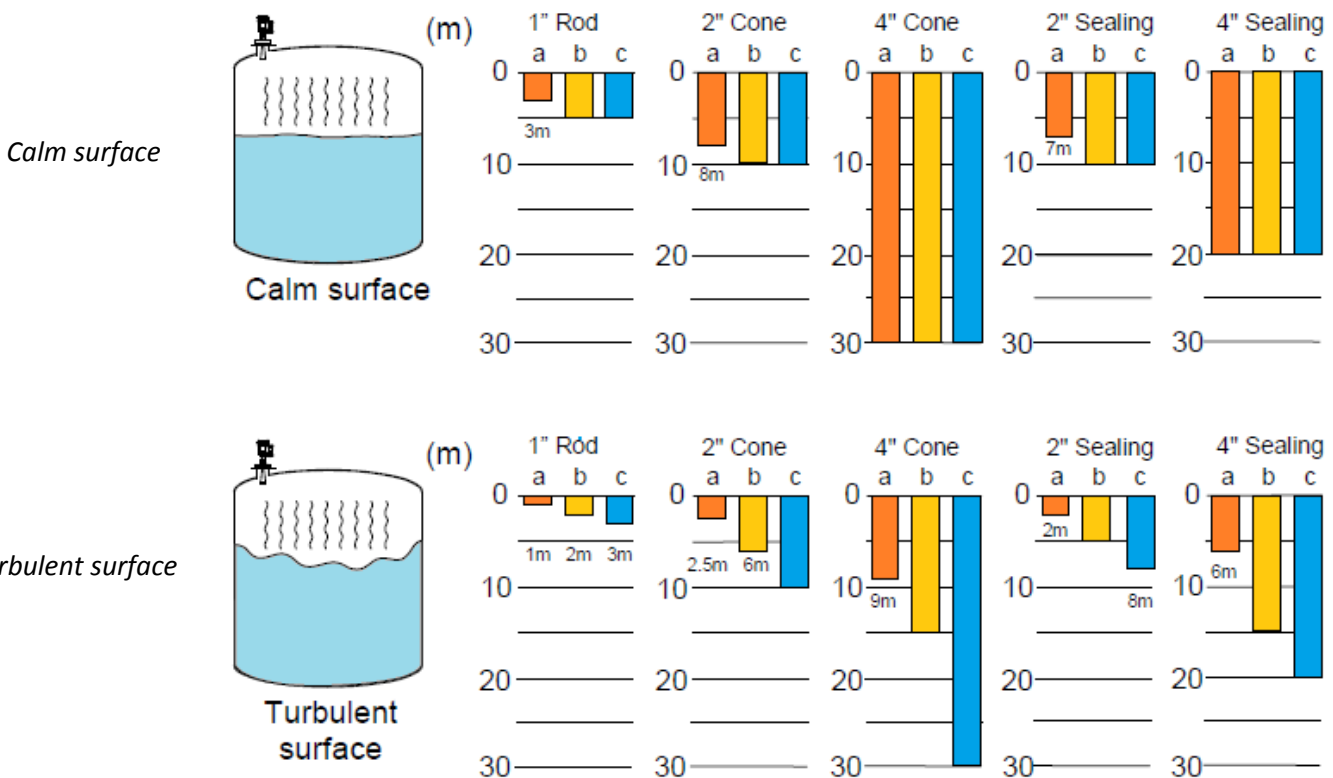 (m)
1" Rod 2" Cone 4" Cone 2" Sealing 4" Sealing
a b c a b c a b c a b c a b c
0 0 0 0 0
3m 8m 7m
10 10 10 10 10
20 20 20 20 20
30 30 30 30 30
Calm surface
Calm surface
(m)
1" Rod 2" Cone 4" Cone 2" Sealing 4" Sealing
a b c a b c a b c a b c a b c
0 0 0 0 0
1m 2m 3m 2.5m 6m 9m 2m 8m 6m
10 10 10 10 10
20 20 20 20 20
30 30 30 30 30
rbulent surface
Turbulent
surface